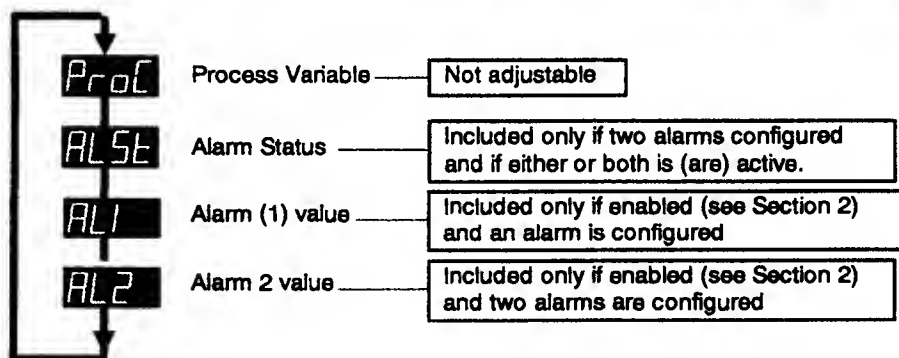 ProC Process Variable Not adjustable
ALSt Alarm Status Included only if two alarms configured
and if either or both is (are) active.
AL1 Alarm (1) value Included only if enabled (see Section 2)
and an alarm is configured
AL2 Alarm 2 value Included only if enabled (see Section 2)
and two alarms are configured